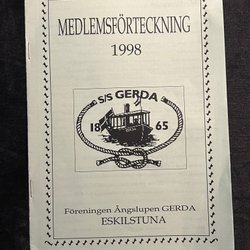 MEDLEMSFÖRTECKNING
1998
S/S GERDA
18 65
Föreningen Ångslupen GERDA
ESKILSTUNA